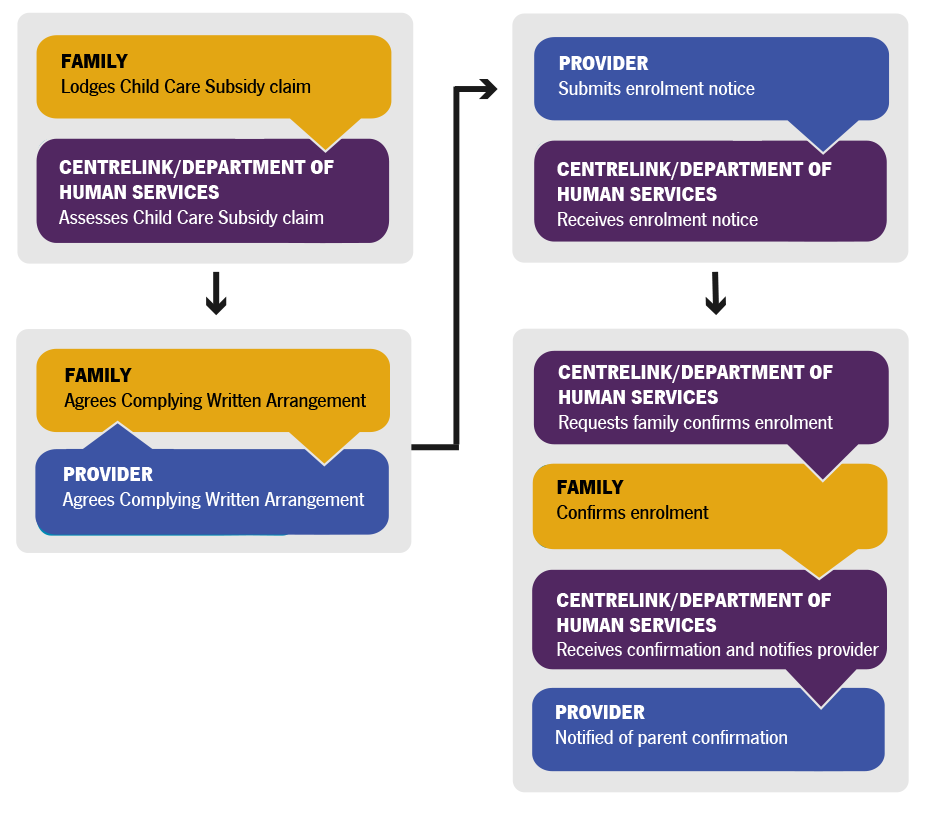 FAMILY
Lodges Child Care Subsidy claim
CENTRELINK/DEPARTMENT OF
HUMAN SERVICES
Assesses Child Care Subsidy claim
FAMILY
Agrees Complying Written Arrangement
PROVIDER
Agrees Complying Written Arrangement
PROVIDER
Submits enrolment notice
CENTRELINK/DEPARTMENT OF
HUMAN SERVICES
Receives enrolment notice
CENTRELINK/DEPARTMENT OF
HUMAN SERVICES
Requests family confirms enrolment
FAMILY
Confirms enrolment
CENTRELINK/DEPARTMENT OF
HUMAN SERVICES
Receives confirmation and notifies provider
PROVIDER
Notified of parent confirmation